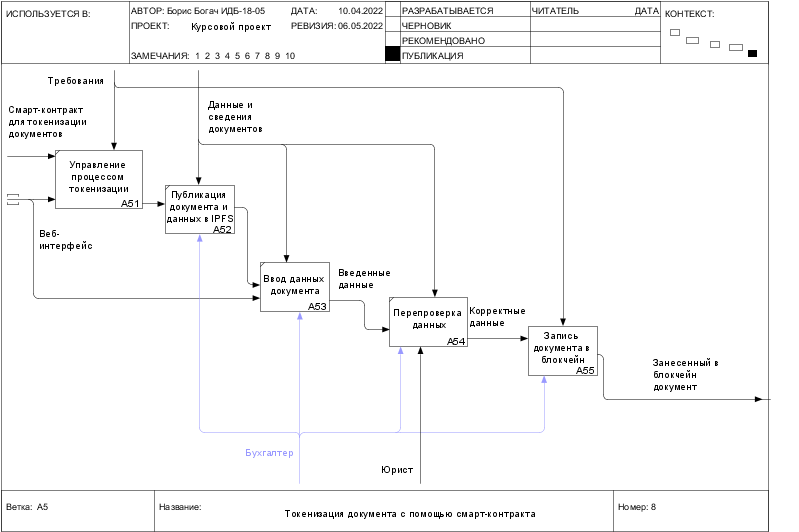 ИСПОЛЬЗУЕТСЯ В:
АВТОР: Борис Богач ИДБ-18-05
ДАТА: 10.04.2022
ПРОЕКТ: Курсовой проект
РЕВИЗИЯ: 06.05.2022
ЗАМЕЧАНИЯ: 1 2 3 4 5 6 7 8 9 10
РАЗРАБАТЫВАЕТСЯ
ЧЕРНОВИК
РЕКОМЕНДОВАНО
ПУБЛИКАЦИЯ
ЧИТАТЕЛЬ
ДАТА
КОНТЕКСТ:
Требования
Смарт-контракт
для токенизации
документов
Данные и
сведения
документов
Управление
процессом
токенизации
A51
Публикация
документа и
данных в IPFS
A52
Веб-
интерфейс
Ввод данных
документа
A53
Введенные
данные
Перепроверка
данных
A54
Корректные
данные
Запись
документа в
блокчейн
A55
Занесенный в
блокчейн
документ
Бухгалтер
Юрист
Ветка: A5
Название:
Токенизация документа с помощью смарт-контракта
Номер: 8